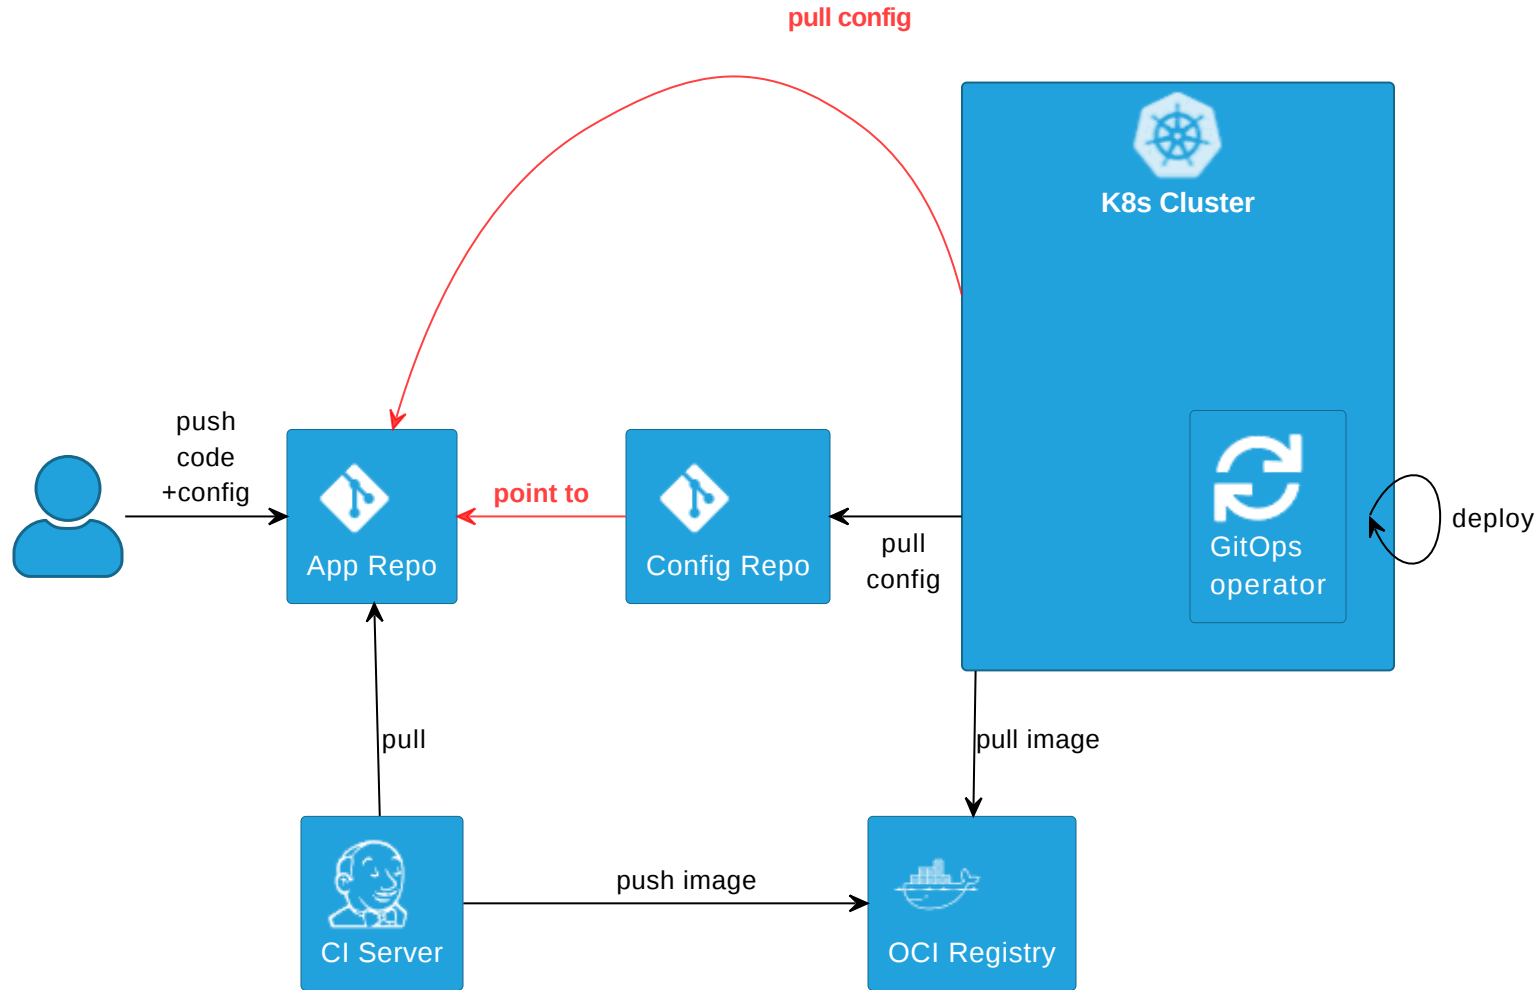 pull config
K8s Cluster
push
code
+config
point to
App Repo
Config Repo
pull
config
GitOps
operator
deploy
pull
pull image
push image
CI Server
OCI Registry